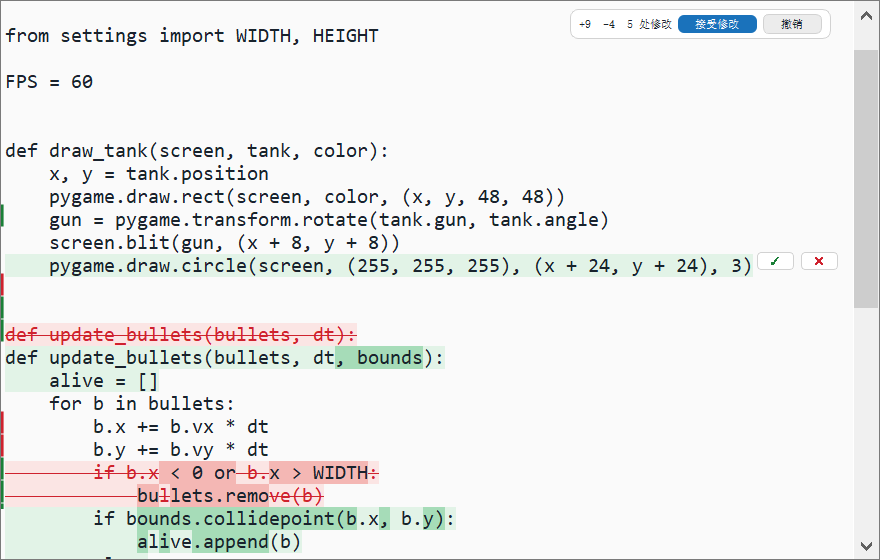 +9 -4 5 处修改 接受修改 撤销
from settings import WIDTH, HEIGHT
FPS = 60
def draw_tank(screen, tank, color):
    x, y = tank.position
    pygame.draw.rect(screen, color, (x, y, 48, 48))
    gun = pygame.transform.rotate(tank.gun, tank.angle)
    screen.blit(gun, (x + 8, y + 8))
    pygame.draw.circle(screen, (255, 255, 255), (x + 24, y + 24), 3)
def update_bullets(bullets, dt):
def update_bullets(bullets, dt, bounds):
    alive = []
    for b in bullets:
        b.x += b.vx * dt
        b.y += b.vy * dt
        if b.x < 0 or b.x > WIDTH:
            bullets.remove(b)
        if bounds.collidepoint(b.x, b.y):
            alive.append(b)